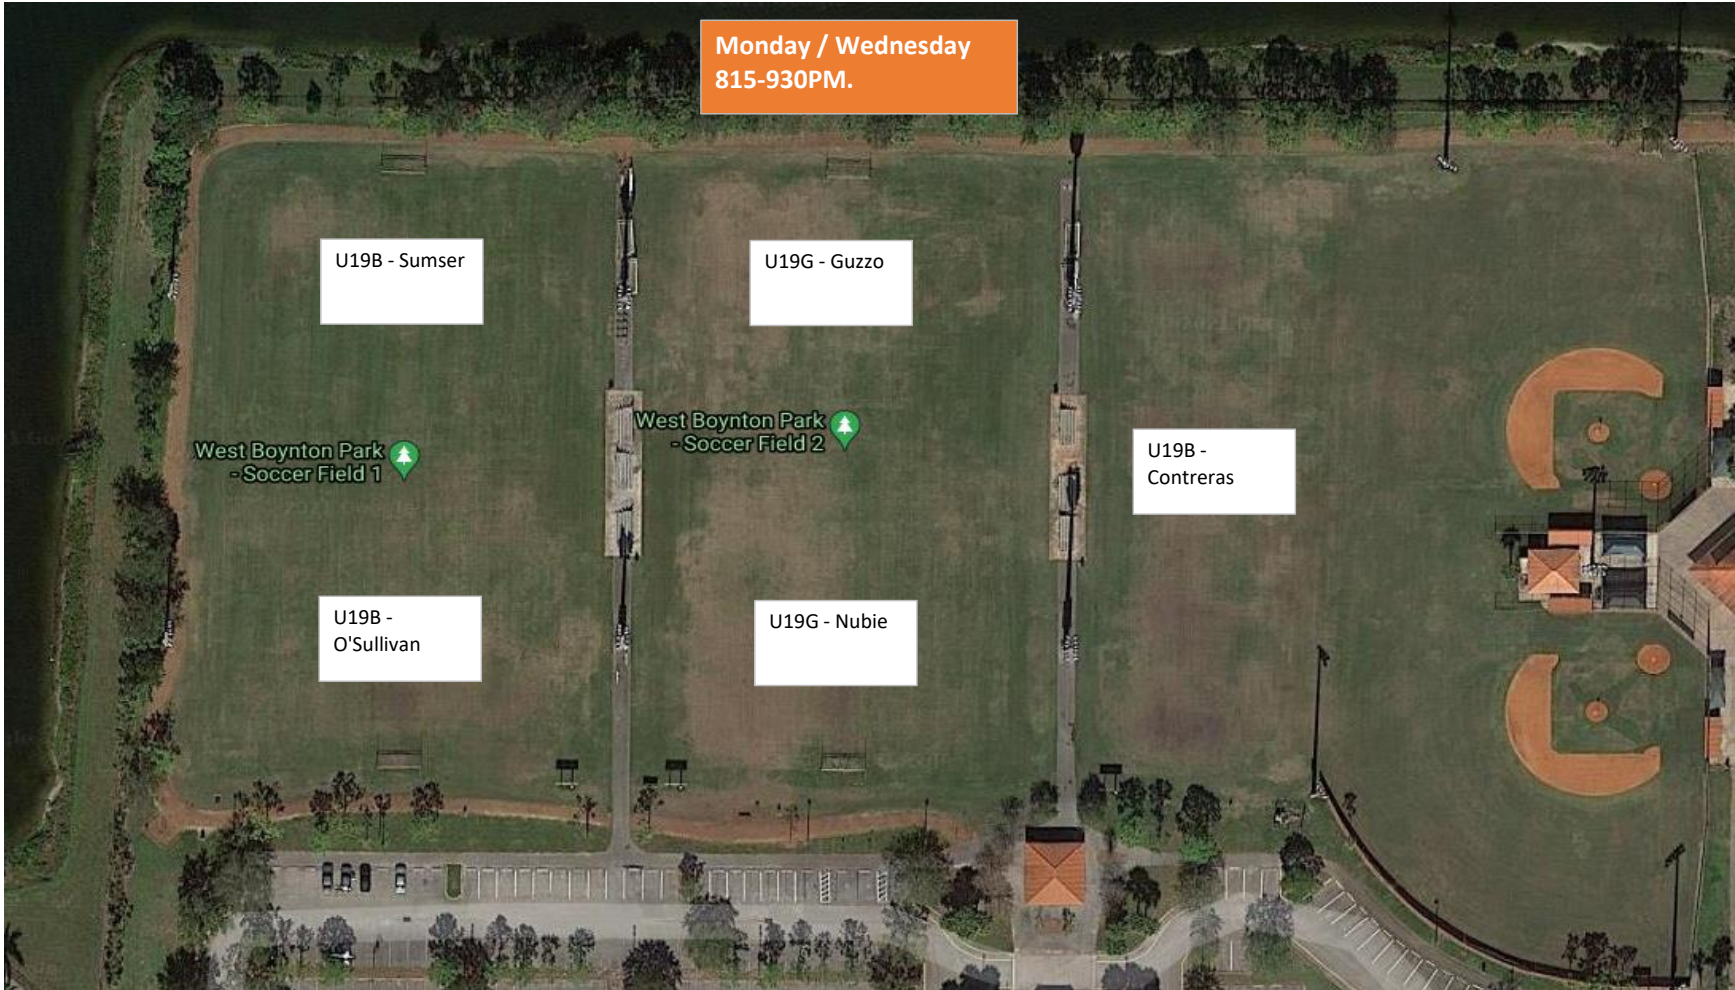 Monday / Wednesday
815-930PM.
U19B - Sumser
U19G - Guzzo
West Boynton Park
- Soccer Field 1
West Boynton Park
- Soccer Field 2
U19B -
Contreras
U19B -
O'Sullivan
U19G - Nubie